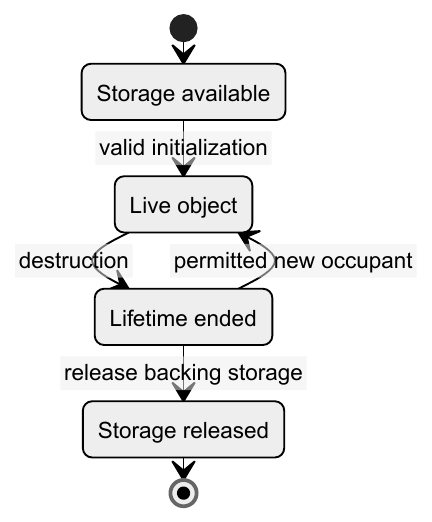 Storage available
valid initialization
Live object
destruction
permitted new occupant
Lifetime ended
release backing storage
Storage released